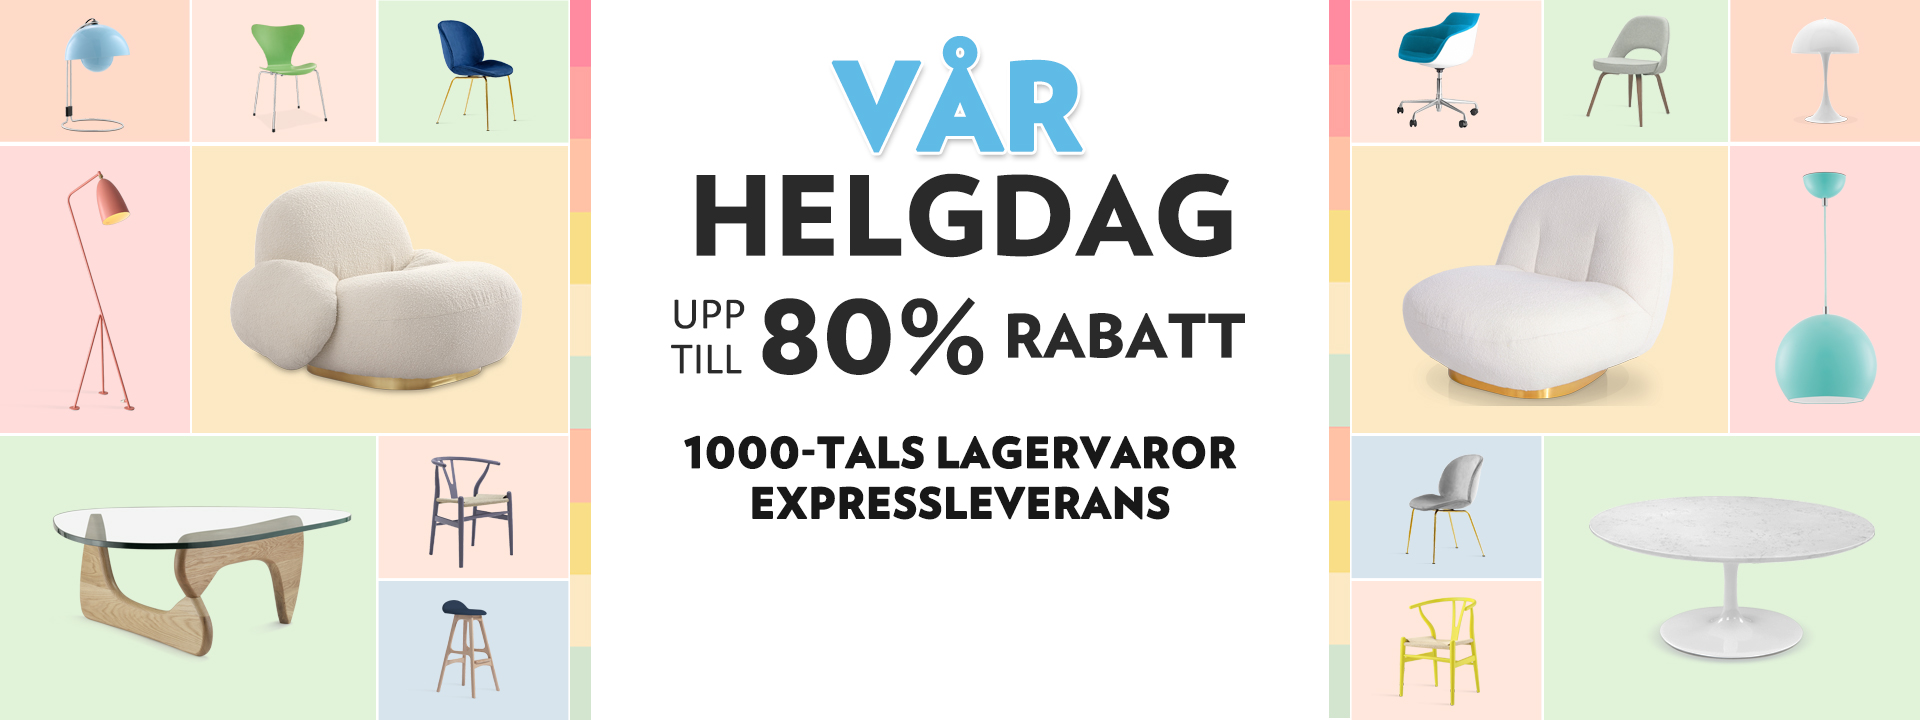 VÅR
HELGDAG
UPP TILL 80% RABATT
1000-TALS LAGERVAROR
EXPRESSLEVERANS